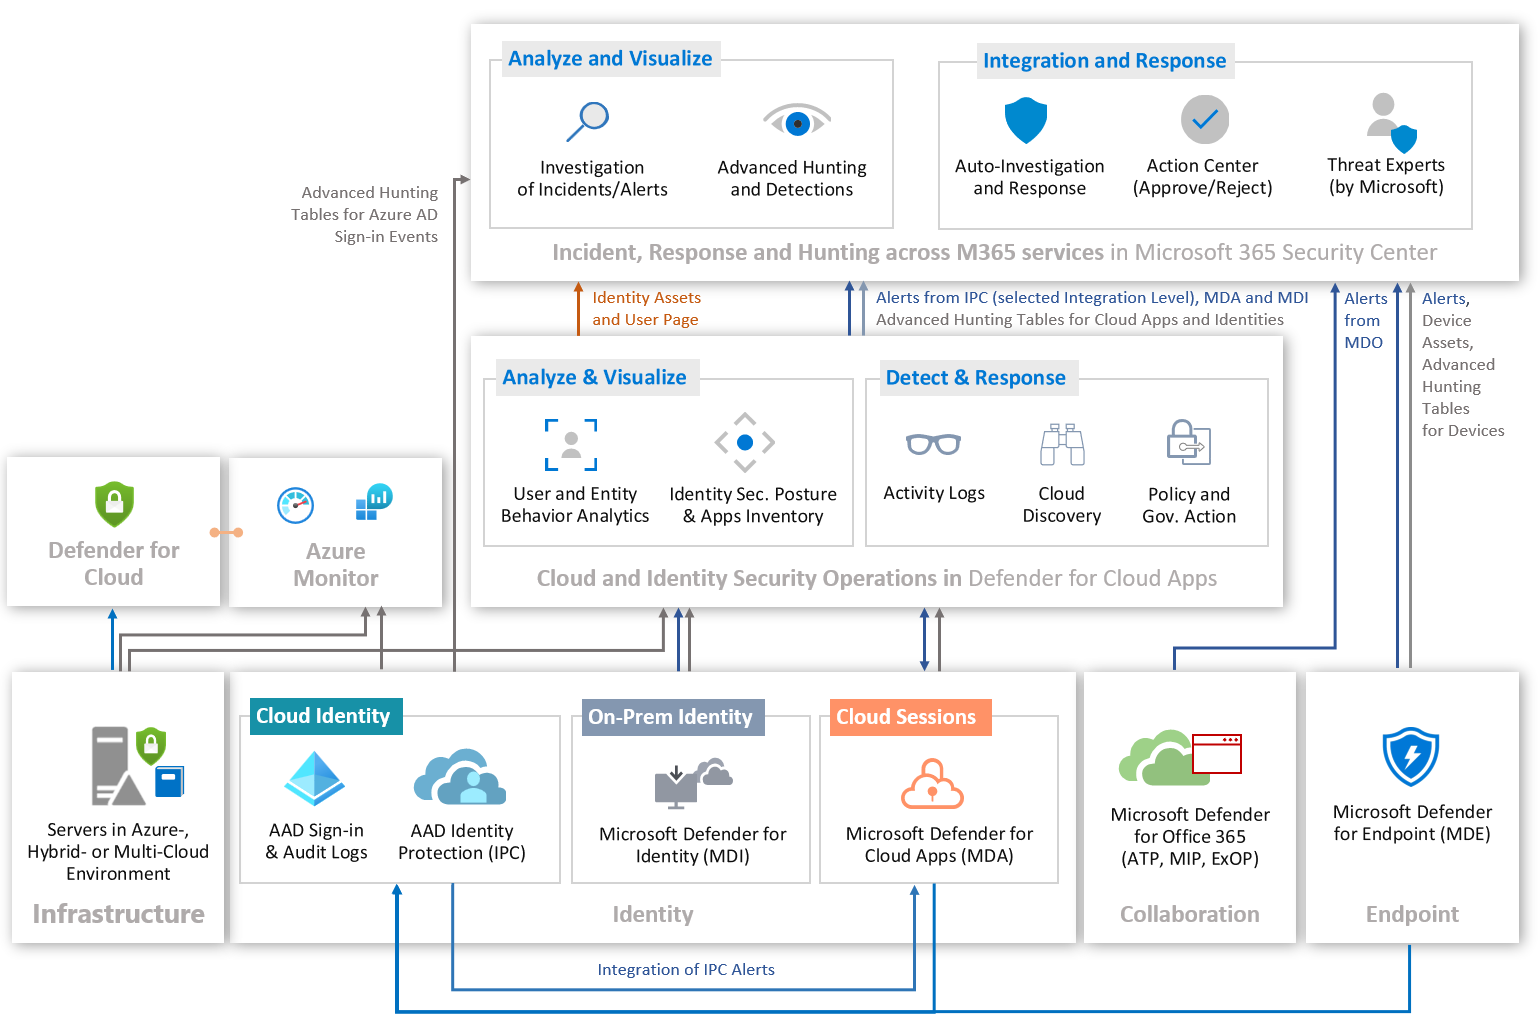 Analyze and Visualize
Investigation
of Incidents/Alerts
Advanced Hunting
and Detections
Integration and Response
Auto-Investigation
and Response
Action Center
(Approve/Reject)
Threat Experts
(by Microsoft)
Incident, Response and Hunting across M365 services in Microsoft 365 Security Center
Advanced Hunting
Tables for Azure AD
Sign-in Events
Identity Assets
and User Page
Alerts from IPC (selected Integration Level), MDA and MDI
Advanced Hunting Tables for Cloud Apps and Identities
Alerts
from
MDO
Alerts,
Device
Assets,
Advanced
Hunting
Tables
for Devices
Analyze & Visualize
User and Entity
Behavior Analytics
Identity Sec. Posture
& Apps Inventory
Detect & Response
Activity Logs
Cloud
Discovery
Policy and
Gov. Action
Cloud and Identity Security Operations in Defender for Cloud Apps
Defender for
Cloud
Azure
Monitor
Servers in Azure-,
Hybrid- or Multi-Cloud
Environment
Infrastructure
Cloud Identity
AAD Sign-in
& Audit Logs
AAD Identity
Protection (IPC)
On-Prem Identity
Microsoft Defender for
Identity (MDI)
Cloud Sessions
Microsoft Defender for
Cloud Apps (MDA)
Identity
Microsoft Defender
for Office 365
(ATP, MIP, ExOP)
Collaboration
Microsoft Defender
for Endpoint (MDE)
Endpoint
Integration of IPC Alerts